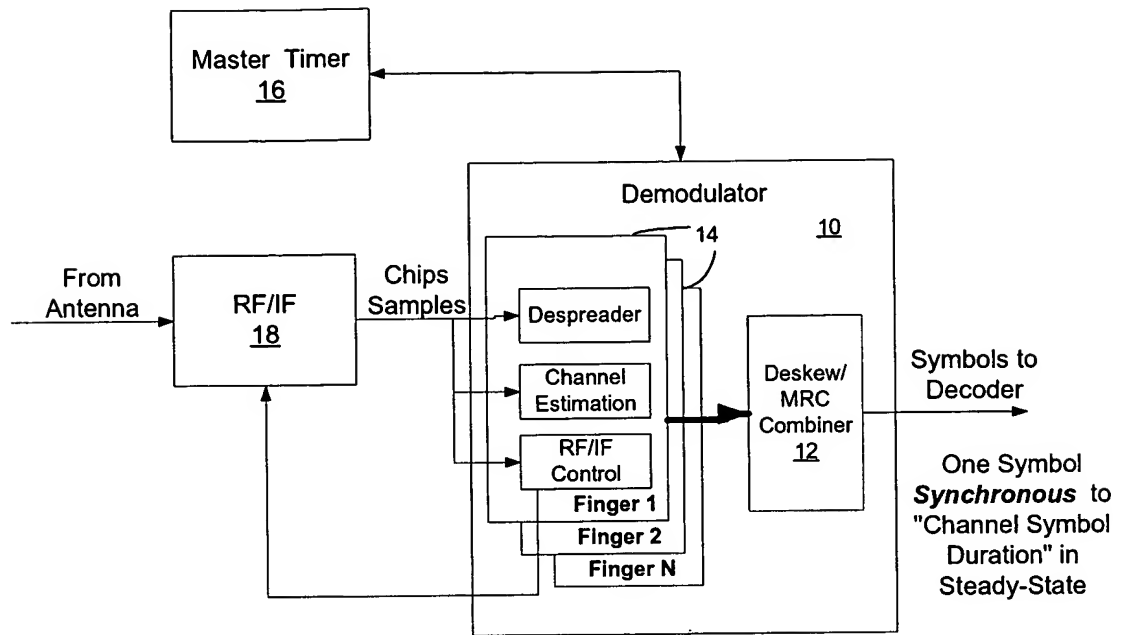 Master Timer
16
Demodulator
10
14
From
Antenna
RF/IF
18
Chips
Samples
Despreader
Channel
Estimation
RF/IF
Control
Finger 1
Finger 2
Finger N
Deskew/
MRC
Combiner
12
Symbols to
Decoder
One Symbol
Synchronous to
"Channel Symbol
Duration" in
Steady-State